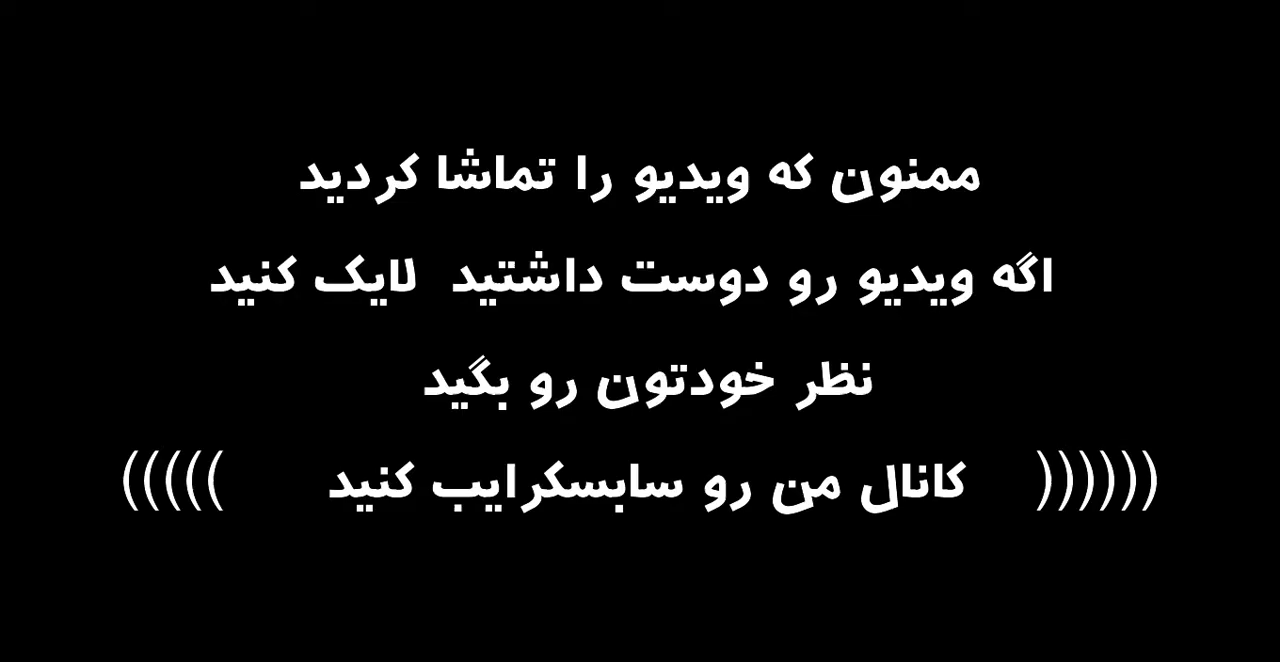 ممنون که ویدیو را تماشا کردید
اگه ویدیو رو دوست داشتید لایک کنید
نظر خودتون رو بگید
(((((( کانال من رو سابسکرایب کنید )))))